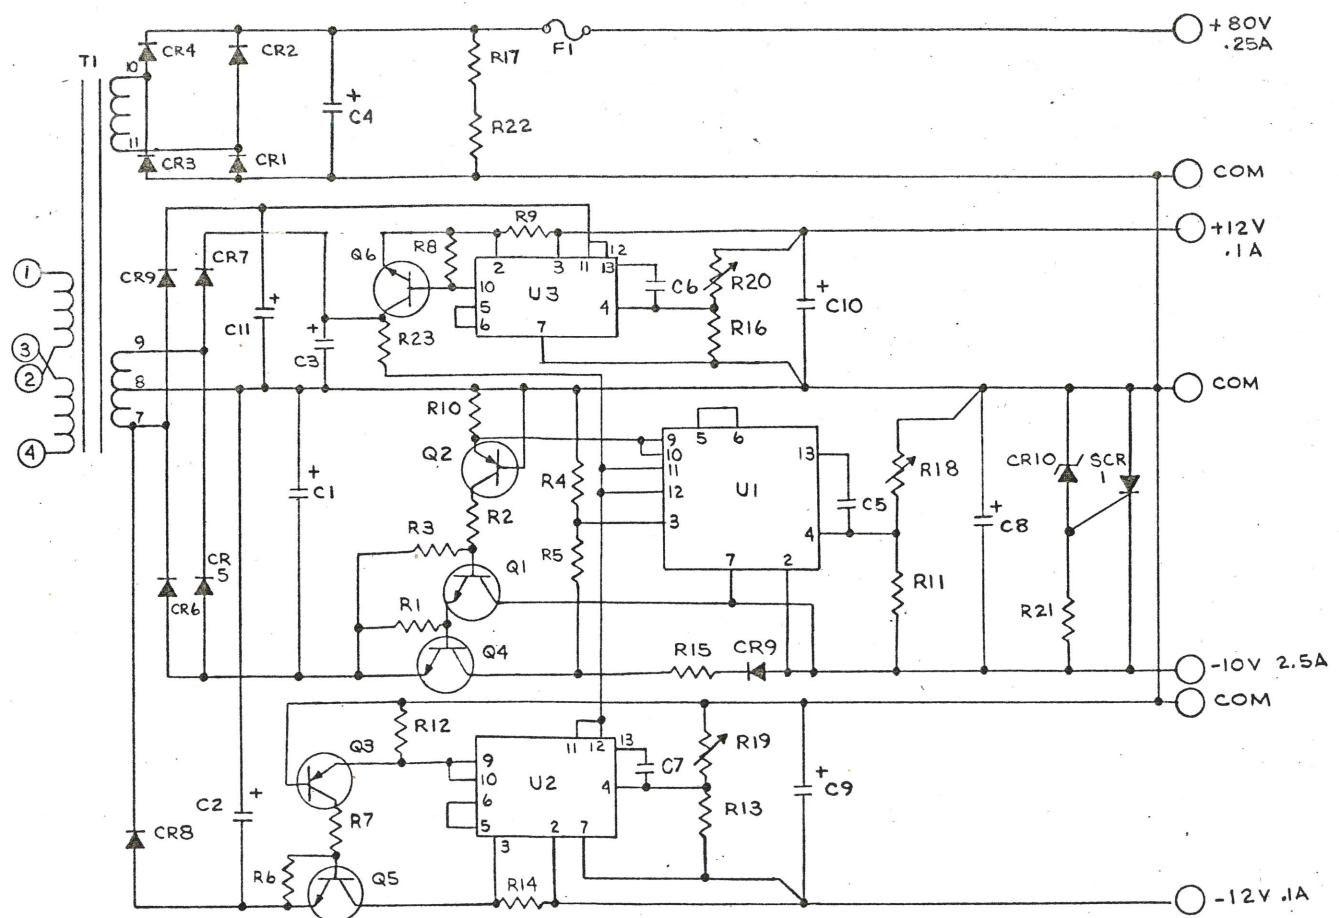 +80V
.25A
T1
10
CR4
CR2
F1
R17
C4
+
R22
11
CR3
CR1
COM
+12V
.1A
R9
CR9
CR7
Q6
R8
2
3
11
12
13
10
U3
C6
R20
+
C10
1
C11
+
5
6
4
7
R16
+
C3
R23
3
2
9
8
7
COM
4
R10
Q2
9
10
11
12
5
6
13
U1
R18
CR10
SCR
1
+
C1
R4
R2
3
4
C5
+
C8
R3
R5
7
2
R11
R21
CR
5
CR6
Q1
R1
Q4
R15
CR9
-10V 2.5A
COM
R12
Q3
11
12
13
R19
9
10
U2
C7
4
+
C9
C2
+
R7
6
5
2
7
3
R13
CR8
R6
Q5
R14
-12V .1A